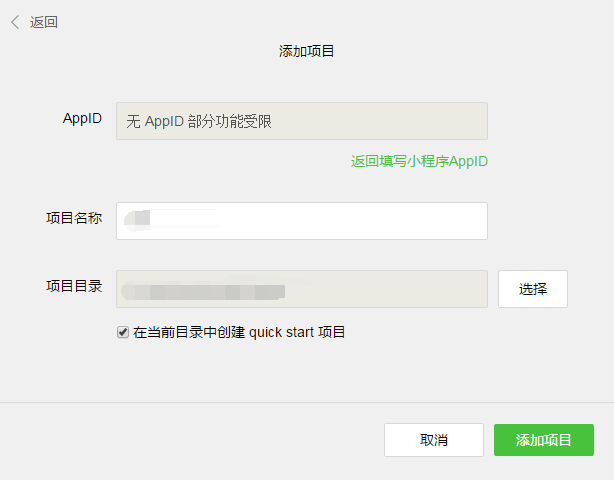 返回
添加项目
AppID
无 AppID 部分功能受限
返回填写小程序AppID
项目名称
项目目录
选择
在当前目录中创建 quick start 项目
取消
添加项目